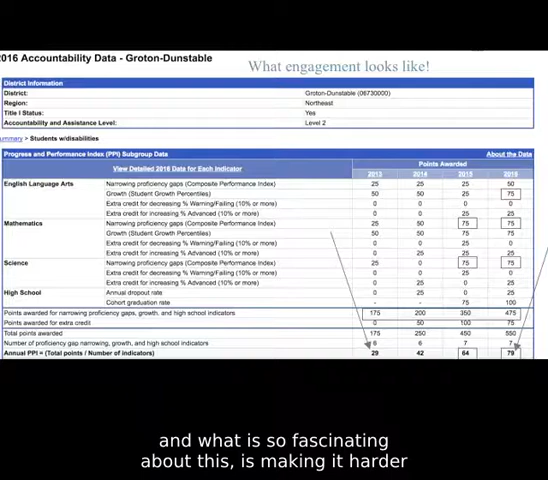 2016 Accountability Data - Groton-Dunstable
What engagement looks like!
District Information
District: Groton-Dunstable (06730000)
Region: Northeast
Title I Status: Yes
Accountability and Assistance Level: Level 2
ummary > Students w/disabilities
Progress and Performance Index (PPI) Subgroup Data About the Data
View Detailed 2016 Data for Each Indicator Points Awarded
2013 2014 2015 2016
English Language Arts Narrowing proficiency gaps (Composite Performance Index) 25 25 25 50
Growth (Student Growth Percentiles) 50 50 25 75
Extra credit for decreasing % Warning/Failing (10% or more) 0 0 0 0
Extra credit for increasing % Advanced (10% or more) 0 0 25 25
Mathematics Narrowing proficiency gaps (Composite Performance Index) 25 50 75 75
Growth (Student Growth Percentiles) 50 50 75 75
Extra credit for decreasing % Warning/Failing (10% or more) 0 0 25 0
Extra credit for increasing % Advanced (10% or more) 0 25 25 25
Science Narrowing proficiency gaps (Composite Performance Index) 25 0 75 75
Extra credit for decreasing % Warning/Failing (10% or more) 0 0 25 0
Extra credit for increasing % Advanced (10% or more) 0 25 0 25
High School Annual dropout rate 0 25 0 25
Cohort graduation rate - - 75 100
Points awarded for narrowing proficiency gaps, growth, and high school indicators 175 200 350 475
Points awarded for extra credit 0 50 100 75
Total points awarded 175 250 450 550
Number of proficiency gap narrowing, growth, and high school indicators 6 6 7 7
Annual PPI = (Total points / Number of indicators) 29 42 64 79
and what is so fascinating
about this, is making it harder